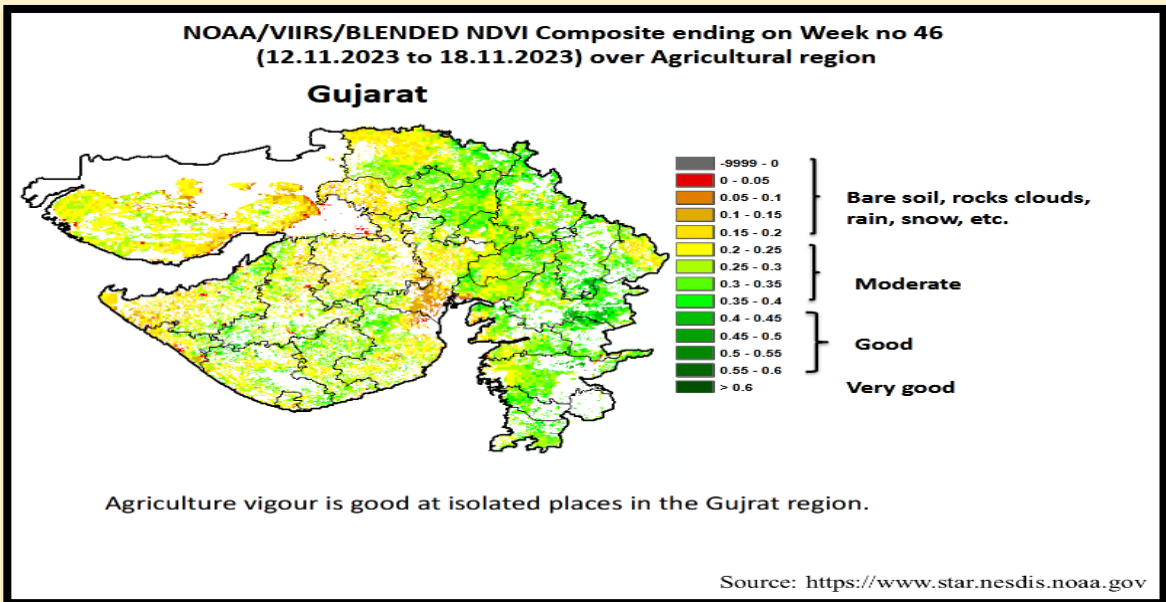 NOAA/VIIRS/BLENDED NDVI Composite ending on Week no 46
(12.11.2023 to 18.11.2023) over Agricultural region
Gujarat
-9999 - 0
0 - 0.05
0.05 - 0.1
0.1 - 0.15
0.15 - 0.2
0.2 - 0.25
0.25 - 0.3
0.3 - 0.35
0.35 - 0.4
0.4 - 0.45
0.45 - 0.5
0.5 - 0.55
0.55 - 0.6
> 0.6
Bare soil, rocks clouds,
rain, snow, etc.
Moderate
Good
Very good
Agriculture vigour is good at isolated places in the Gujrat region.
Source: https://www.star.nesdis.noaa.gov